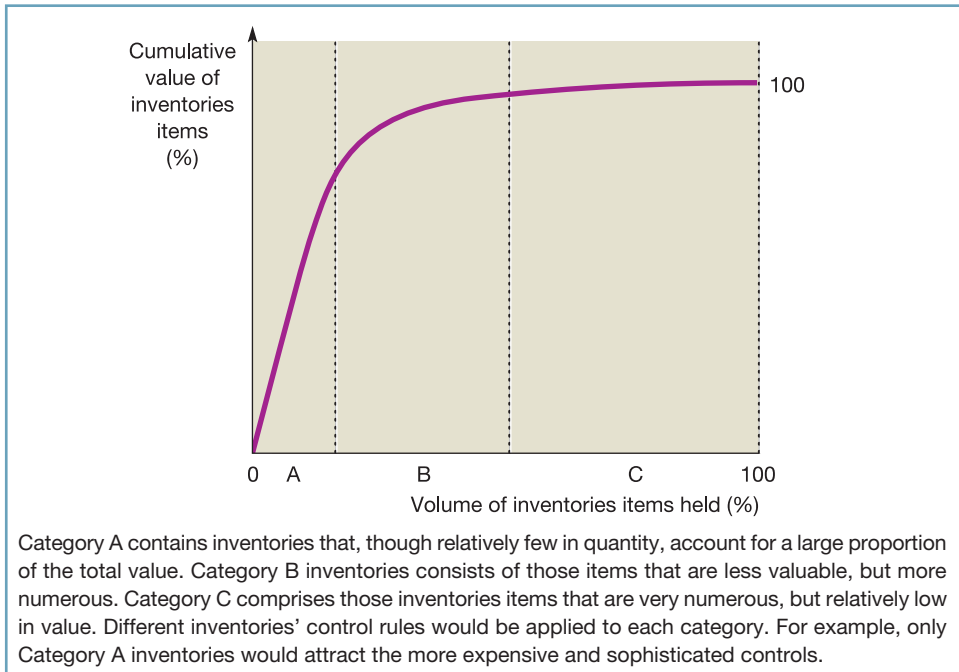 Cumulative
value of
inventories
items
(%)
100
0 A B C 100
Volume of inventories items held (%)
Category A contains inventories that, though relatively few in quantity, account for a large proportion
of the total value. Category B inventories consists of those items that are less valuable, but more
numerous. Category C comprises those inventories items that are very numerous, but relatively low
in value. Different inventories’ control rules would be applied to each category. For example, only
Category A inventories would attract the more expensive and sophisticated controls.